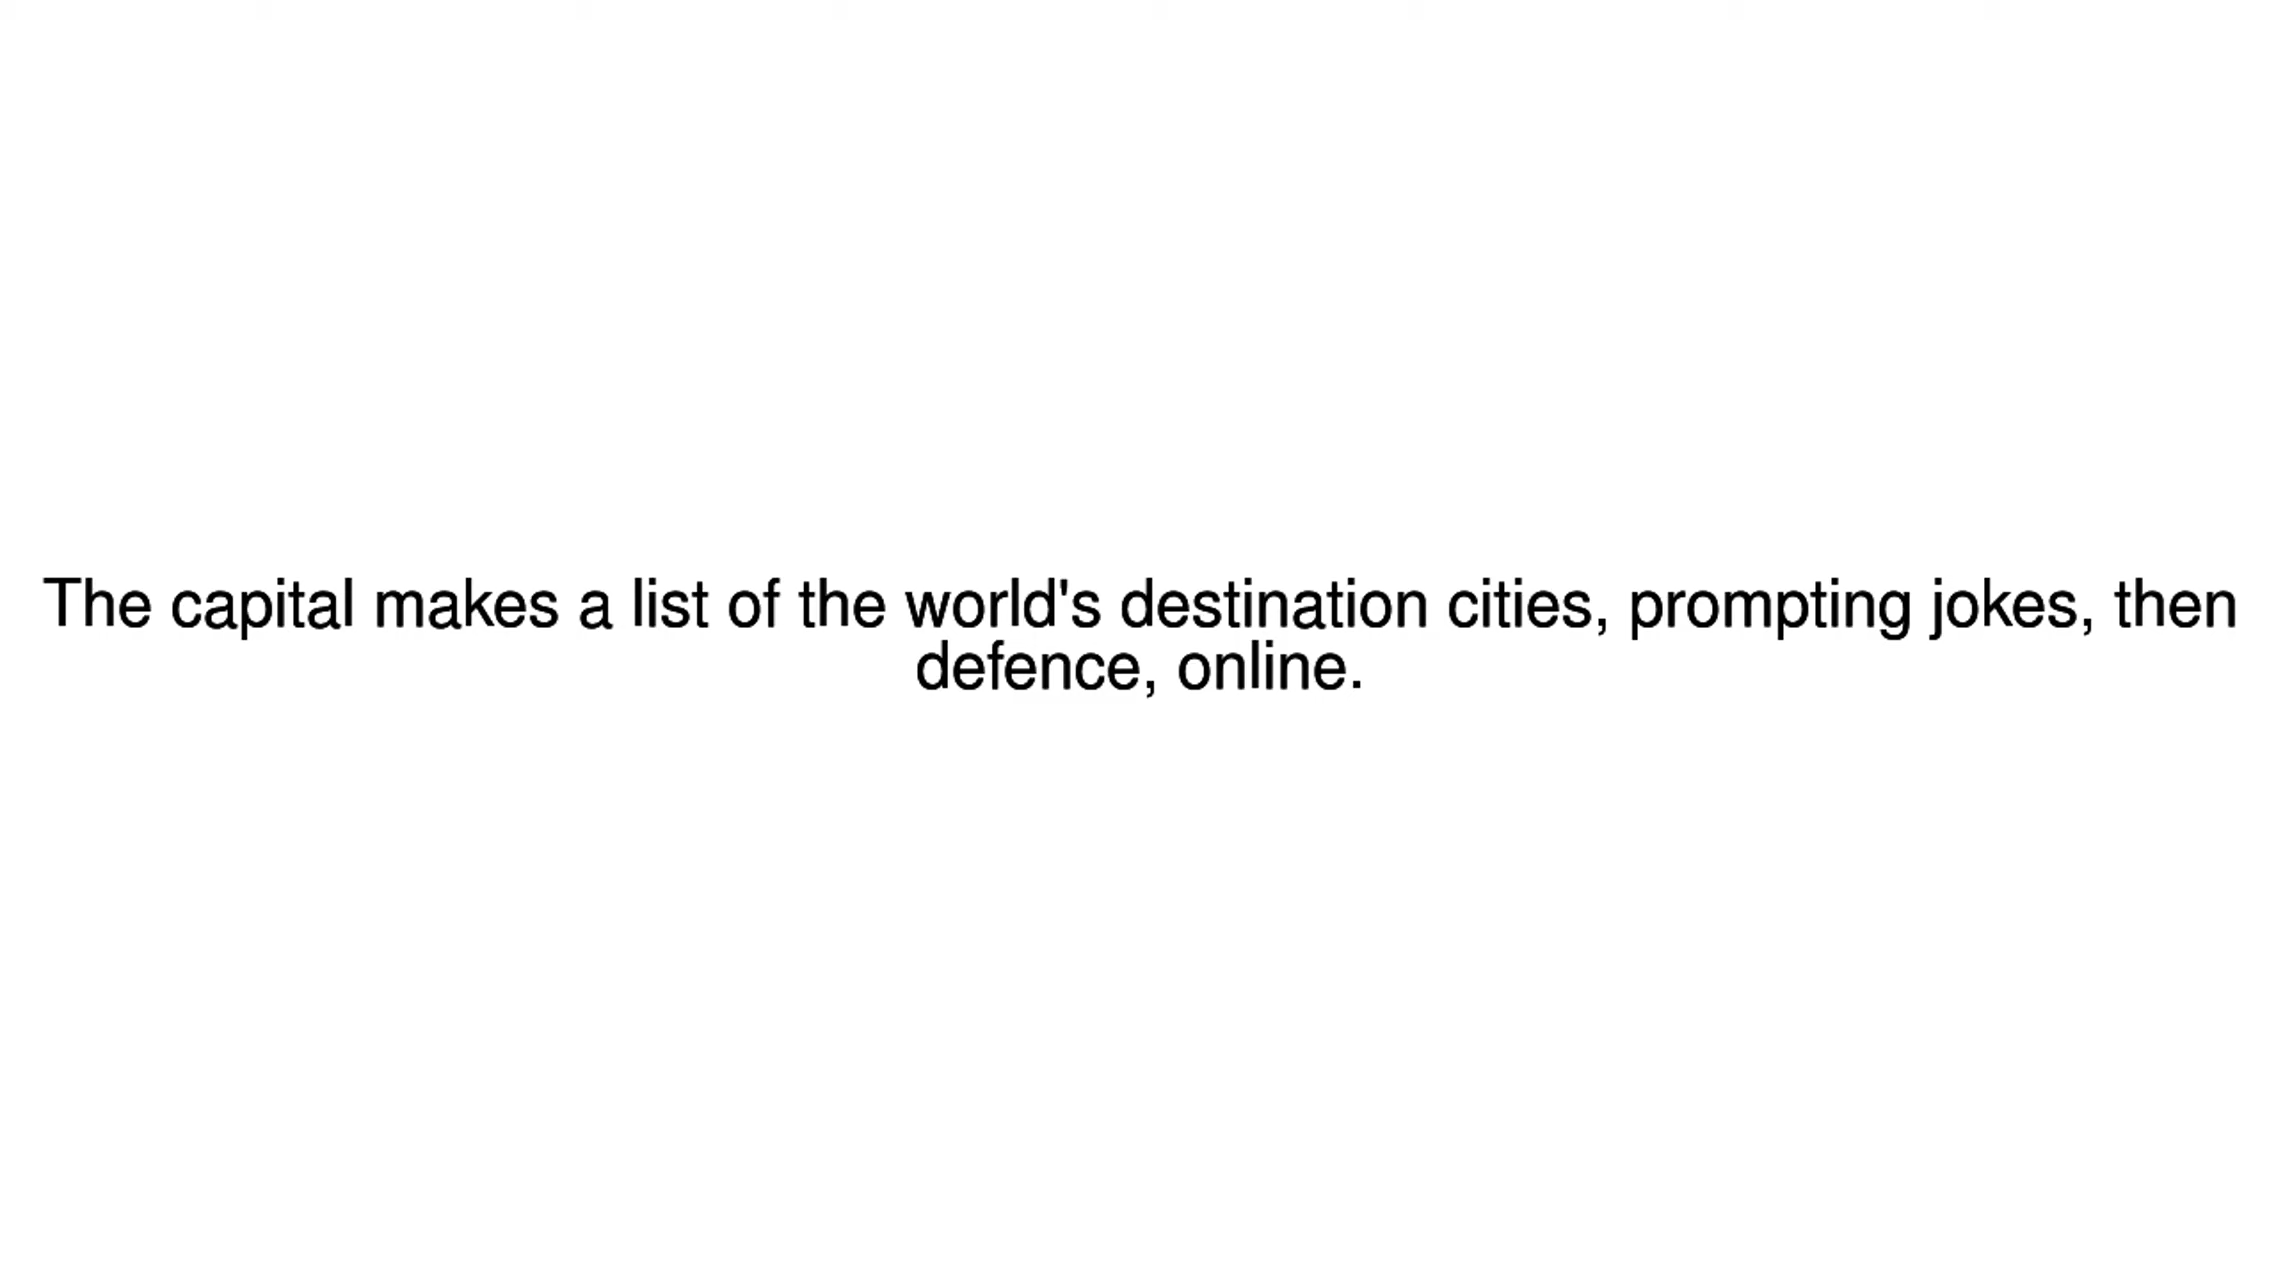 The capital makes a list of the world's destination cities, prompting jokes, then
defence, online.